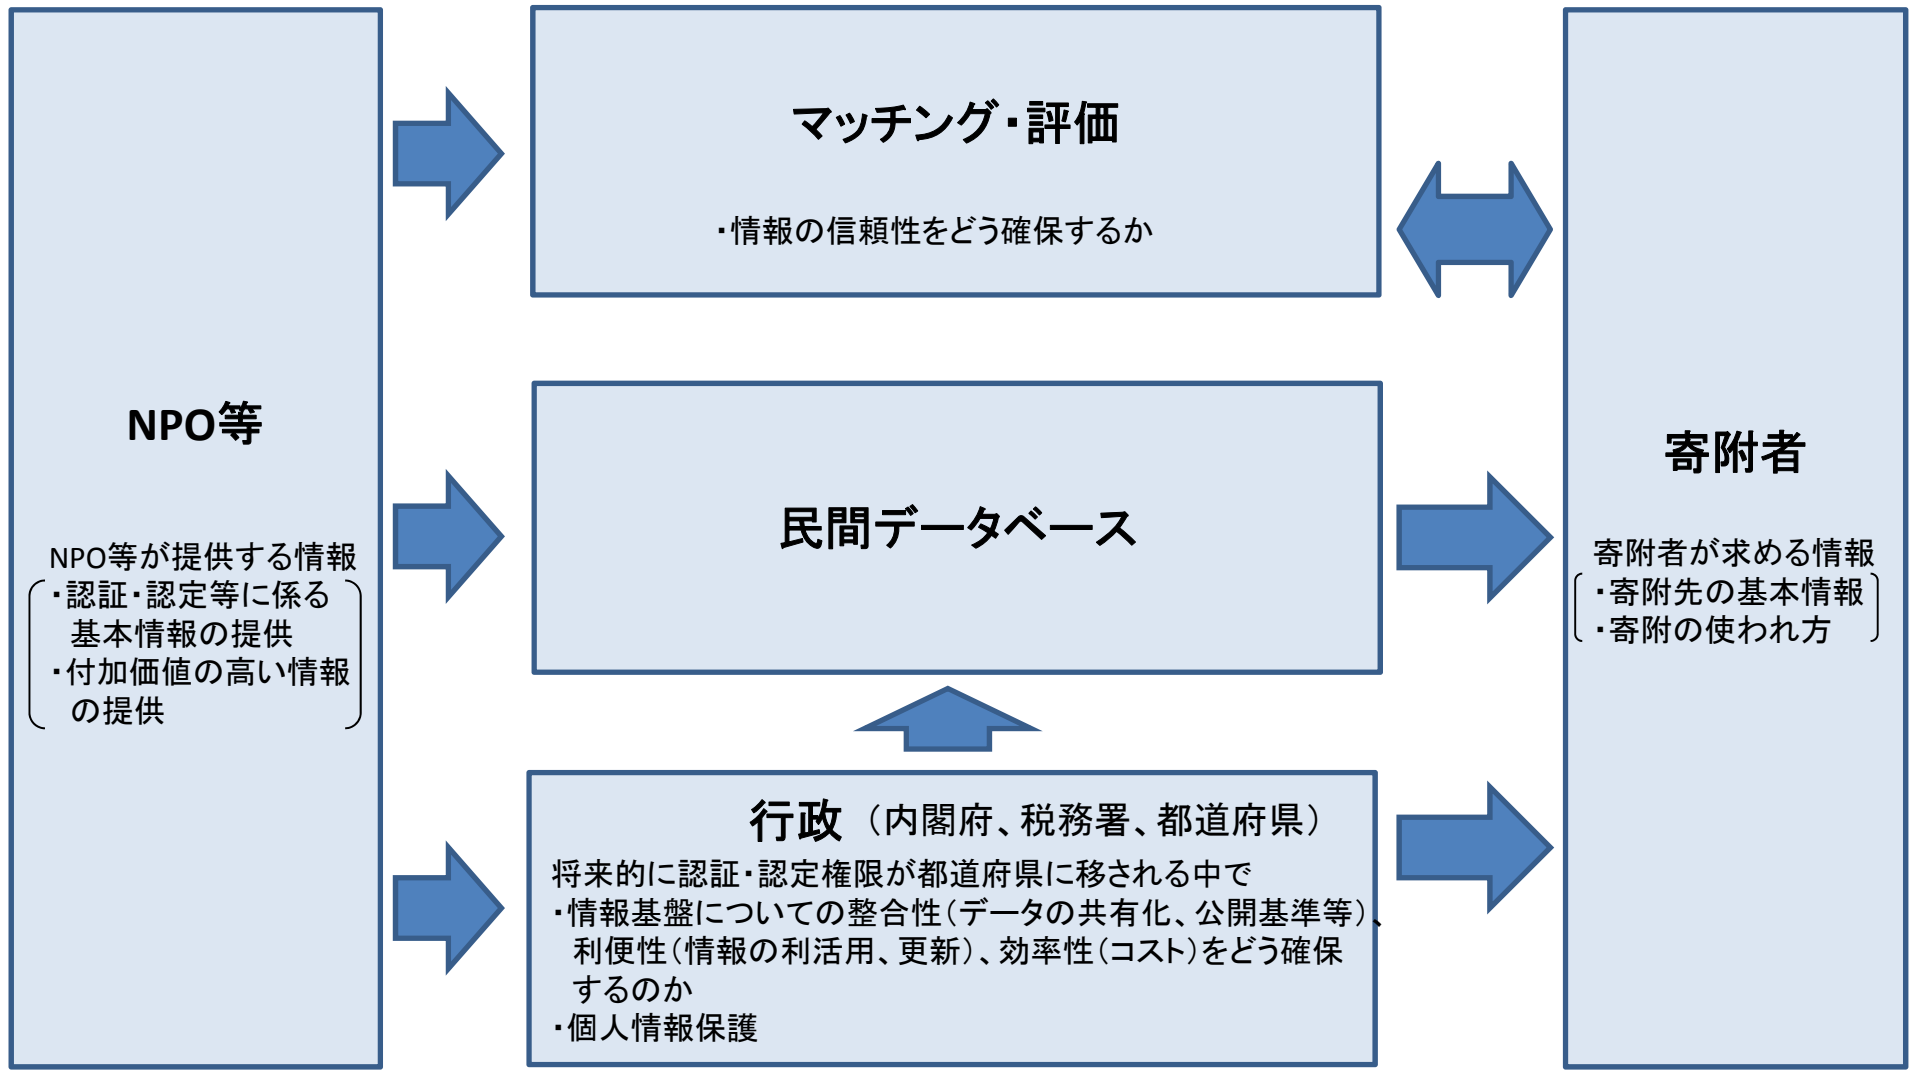 NPO等
NPO等が提供する情報
・認証・認定等に係る
基本情報の提供
・付加価値の高い情報
の提供
マッチング・評価
・情報の信頼性をどう確保するか
民間データベース
行政（内閣府、税務署、都道府県）
将来的に認証・認定権限が都道府県に移される中で
・情報基盤についての整合性（データの共有化、公開基準等）、
利便性（情報の利活用、更新）、効率性（コスト）をどう確保
するのか
・個人情報保護
寄附者
寄附者が求める情報
・寄附先の基本情報
・寄附の使われ方